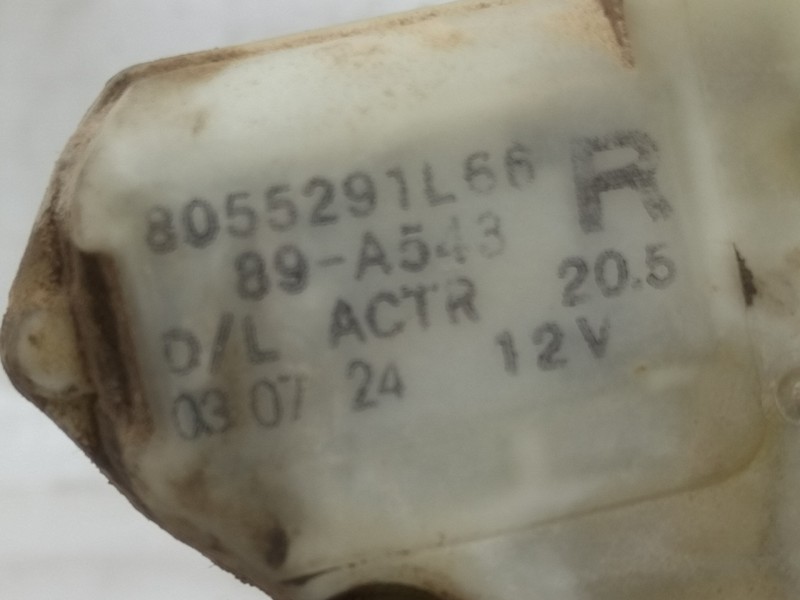 8055291L66 R
89-A543
D/L ACTR 20.5
03 07 24 12V